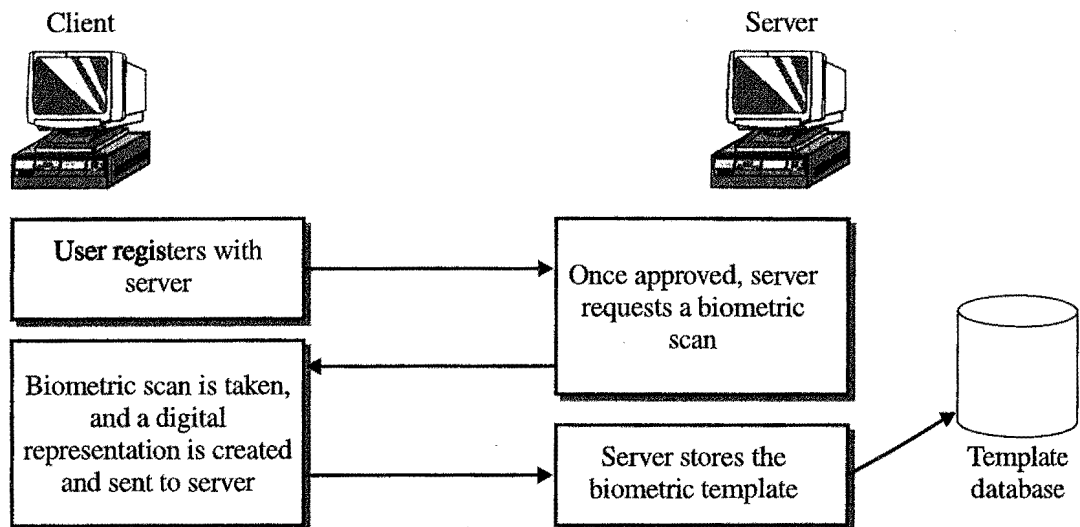 Client
Server
User registers with
server
Once approved, server
requests a biometric
scan
Biometric scan is taken,
and a digital
representation is created
and sent to server
Server stores the
biometric template
Template
database